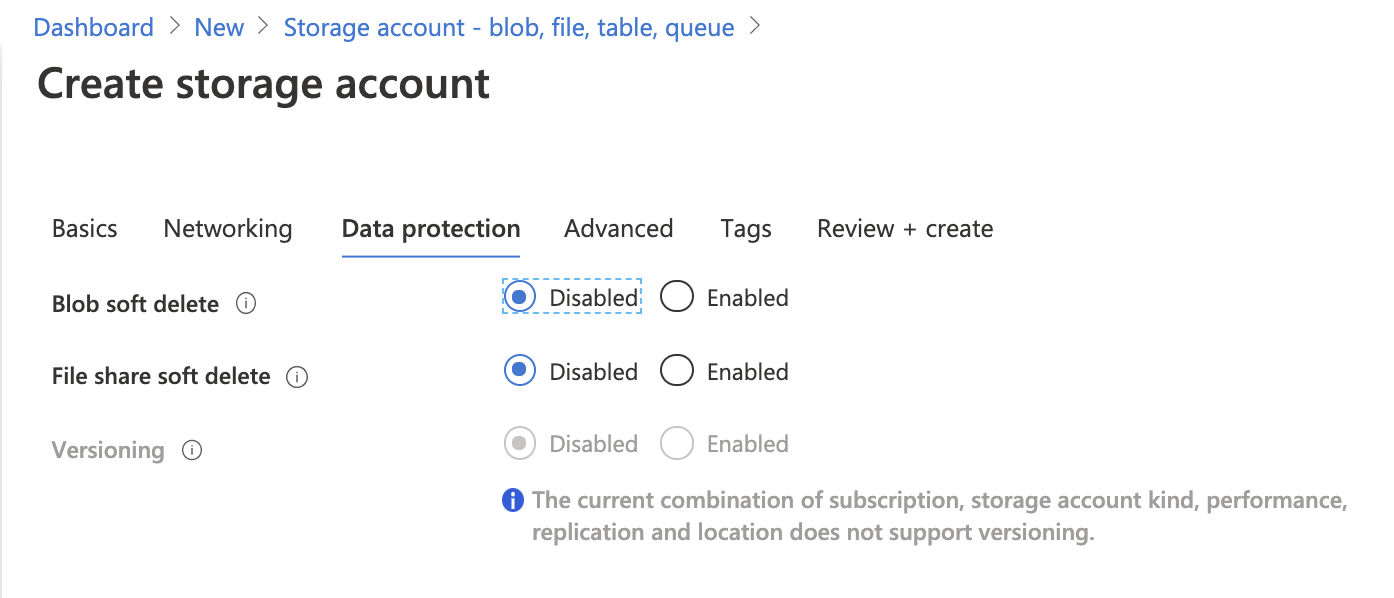 Dashboard > New > Storage account - blob, file, table, queue >
Create storage account
Basics Networking Data protection Advanced Tags Review + create
Blob soft delete Disabled Enabled
File share soft delete Disabled Enabled
Versioning Disabled Enabled
The current combination of subscription, storage account kind, performance,
replication and location does not support versioning.